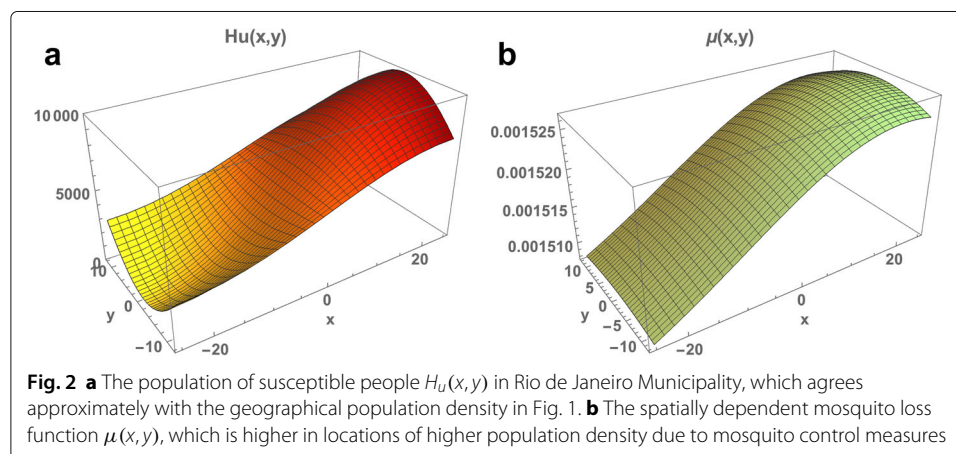 a
Hu(x,y)
10000
5000
0
10
0
−10
y
−20
0
20
x
b
μ(x,y)
0.001525
0.001520
0.001515
0.001510
10
5
0
−5
−10
y
−20
0
20
x
Fig. 2 a The population of susceptible people Hu(x, y) in Rio de Janeiro Municipality, which agrees
approximately with the geographical population density in Fig. 1. b The spatially dependent mosquito loss
function μ(x, y), which is higher in locations of higher population density due to mosquito control measures